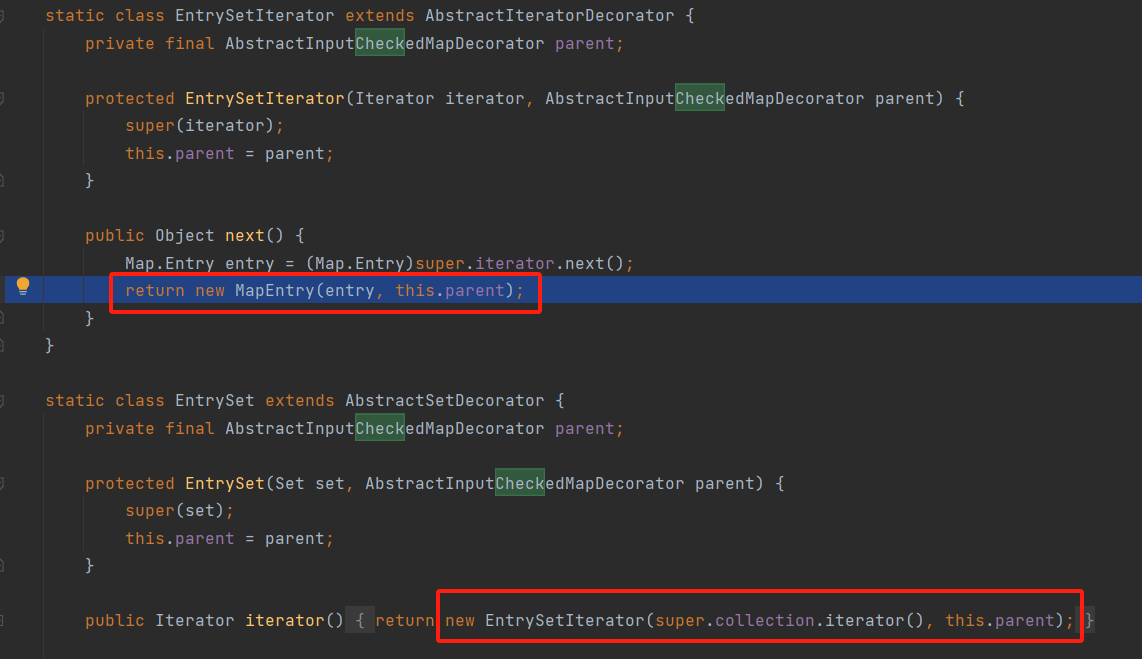 static class EntrySetIterator extends AbstractIteratorDecorator {
private final AbstractInputCheckedMapDecorator parent;
protected EntrySetIterator(Iterator iterator, AbstractInputCheckedMapDecorator parent) {
super(iterator);
this.parent = parent;
}
public Object next() {
Map.Entry entry = (Map.Entry)super.iterator.next();
return new MapEntry(entry, this.parent);
}
}
static class EntrySet extends AbstractSetDecorator {
private final AbstractInputCheckedMapDecorator parent;
protected EntrySet(Set set, AbstractInputCheckedMapDecorator parent) {
super(set);
this.parent = parent;
}
public Iterator iterator() { return new EntrySetIterator(super.collection.iterator(), this.parent); }